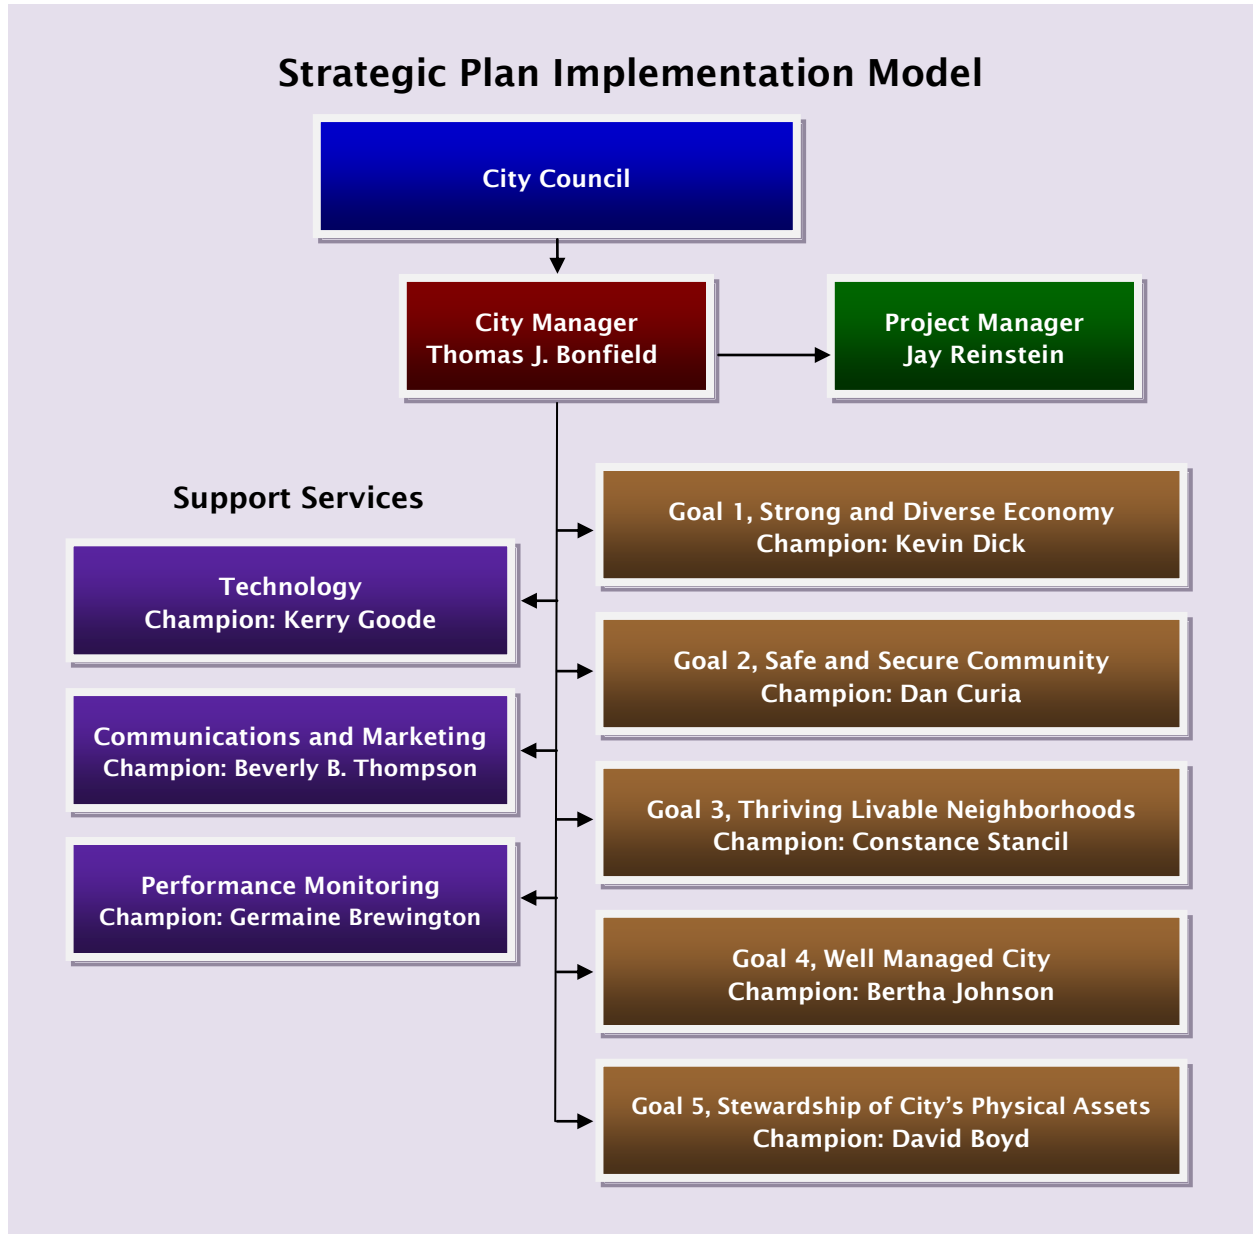 Strategic Plan Implementation Model
City Council
City Manager
Thomas J. Bonfield
Project Manager
Jay Reinstein
Support Services
Technology
Champion: Kerry Goode
Communications and Marketing
Champion: Beverly B. Thompson
Performance Monitoring
Champion: Germaine Brewington
Goal 1, Strong and Diverse Economy
Champion: Kevin Dick
Goal 2, Safe and Secure Community
Champion: Dan Curia
Goal 3, Thriving Livable Neighborhoods
Champion: Constance Stancil
Goal 4, Well Managed City
Champion: Bertha Johnson
Goal 5, Stewardship of City’s Physical Assets
Champion: David Boyd